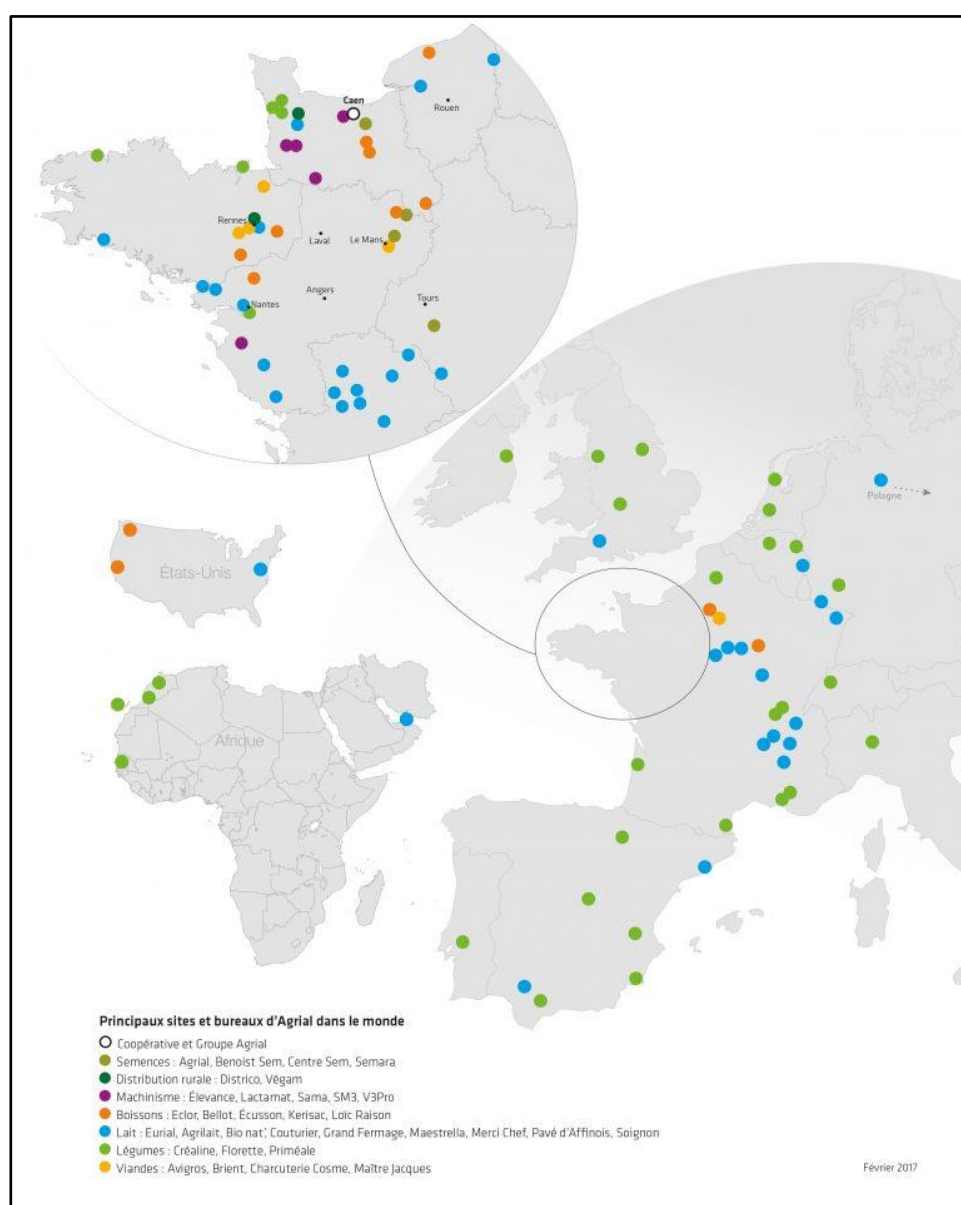 Caen
Rouen
Rennes
Laval
Le Mans
Nantes
Angers
Tours
Pologne
États-Unis
Afrique
Principaux sites et bureaux d'Agrial dans le monde
Coopérative et Groupe Agrial
Semences : Agrial, Benoist Sem, Centre Sem, Semara
Distribution rurale : Districo, Végam
Machinisme : Élevance, Lactamat, Sama, SM3, V3Pro
Boissons : Eclor, Bellot, Écusson, Kerisac, Loïc Raison
Lait : Eurial, Agrilait, Bio nat', Couturier, Grand Fermage, Maestrella, Merci Chef, Pavé d'Affinois, Soignon
Légumes : Créaline, Florette, Priméale
Viandes : Avigros, Brient, Charcuterie Cosme, Maître Jacques
Février 2017